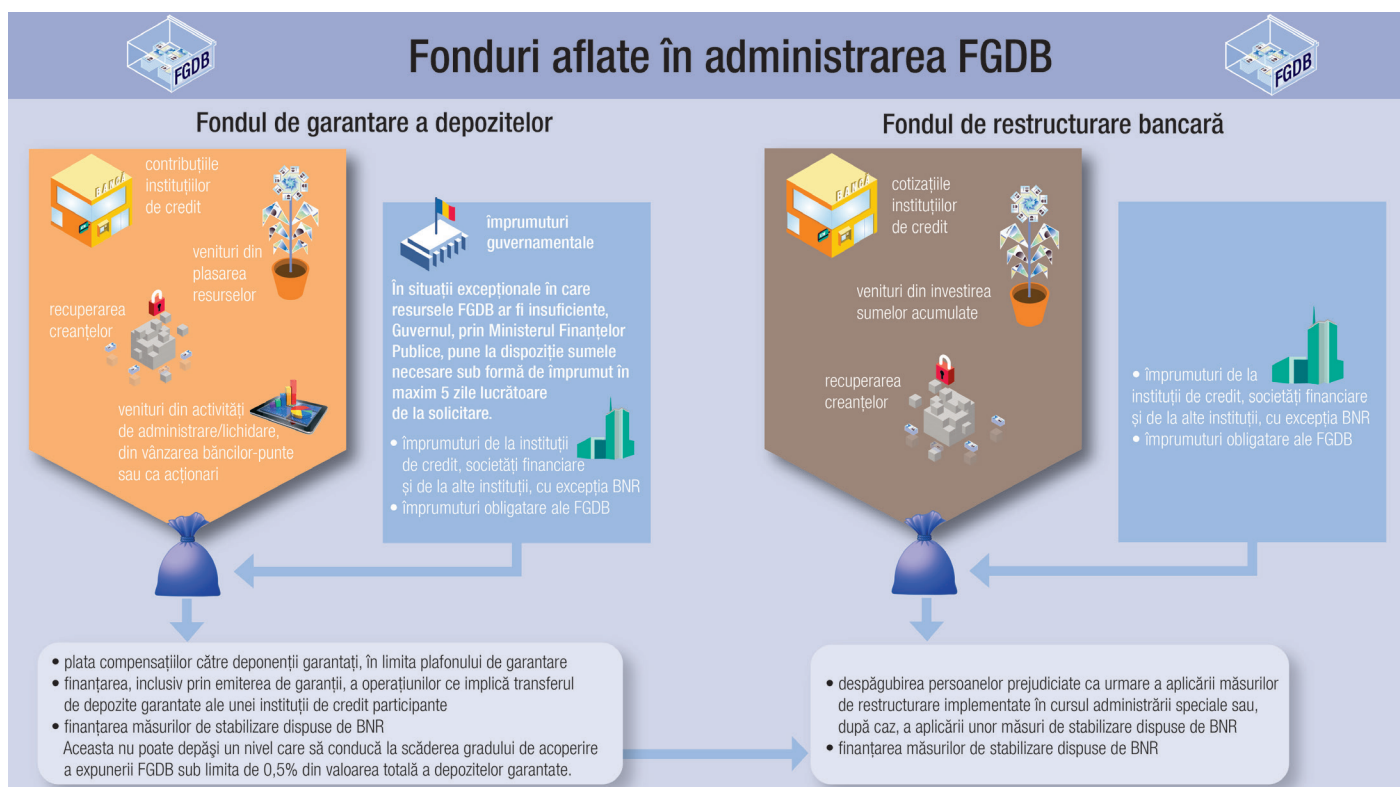 Fonduri aflate în administrarea FGDB
FGDB
FGDB
Fondul de garantare a depozitelor
BANCĂ
contribuțiile
instituțiilor
de credit
venituri din
plasarea
resurselor
recuperarea
creanțelor
venituri din activități
de administrare/lichidare,
din vânzarea băncilor-punte
sau ca acționari
împrumuturi
guvernamentale
În situații excepționale în care
resursele FGDB ar fi insuficiente,
Guvernul, prin Ministerul Finanțelor
Publice, pune la dispoziție sumele
necesare sub formă de împrumut în
maxim 5 zile lucrătoare
de la solicitare.
• împrumuturi de la instituții
de credit, societăți financiare
și de la alte instituții, cu excepția BNR
• împrumuturi obligatare ale FGDB
• plata compensațiilor către deponenții garantați, în limita plafonului de garantare
• finanțarea, inclusiv prin emiterea de garanții, a operațiunilor ce implică transferul
de depozite garantate ale unei instituții de credit participante
• finanțarea măsurilor de stabilizare dispuse de BNR
Aceasta nu poate depăși un nivel care să conducă la scăderea gradului de acoperire
a expunerii FGDB sub limita de 0,5% din valoarea totală a depozitelor garantate.
Fondul de restructurare bancară
BANCĂ
cotizațiile
instituțiilor
de credit
venituri din investirea
sumelor acumulate
recuperarea
creanțelor
• împrumuturi de la
instituții de credit, societăți financiare
și de la alte instituții, cu excepția BNR
• împrumuturi obligatare ale FGDB
• despăgubirea persoanelor prejudiciate ca urmare a aplicării măsurilor
de restructurare implementate în cursul administrării speciale sau,
după caz, a aplicării unor măsuri de stabilizare dispuse de BNR
• finanțarea măsurilor de stabilizare dispuse de BNR